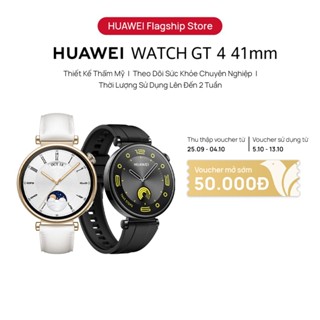 HUAWEI Flagship Store
HUAWEI WATCH GT 4 41mm
Thiết Kế Thẩm Mỹ | Theo Dõi Sức Khỏe Chuyên Nghiệp |
Thời Lượng Sử Dụng Lên Đến 2 Tuần
Thu thập voucher từ
25.09 - 04.10
Voucher sử dụng từ
5.10 - 13.10
Voucher mở sớm
50.000Đ